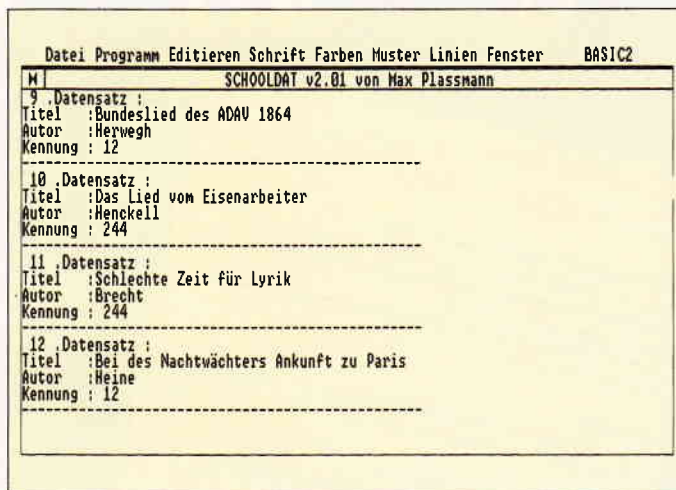 Datei Programm Editieren Schrift Farben Muster Linien Fenster BASIC2
SCHOOLDAT v2.01 von Max Plassmann
9 .Datensatz :
Titel :Bundeslied des ADAV 1864
Autor :Herwegh
Kennung : 12
------------------------------------------------
10 .Datensatz :
Titel :Das Lied vom Eisenarbeiter
Autor :Henckell
Kennung : 244
------------------------------------------------
11 .Datensatz :
Titel :Schlechte Zeit für Lyrik
Autor :Brecht
Kennung : 244
------------------------------------------------
12 .Datensatz :
Titel :Bei des Nachtwächters Ankunft zu Paris
Autor :Heine
Kennung : 12
------------------------------------------------